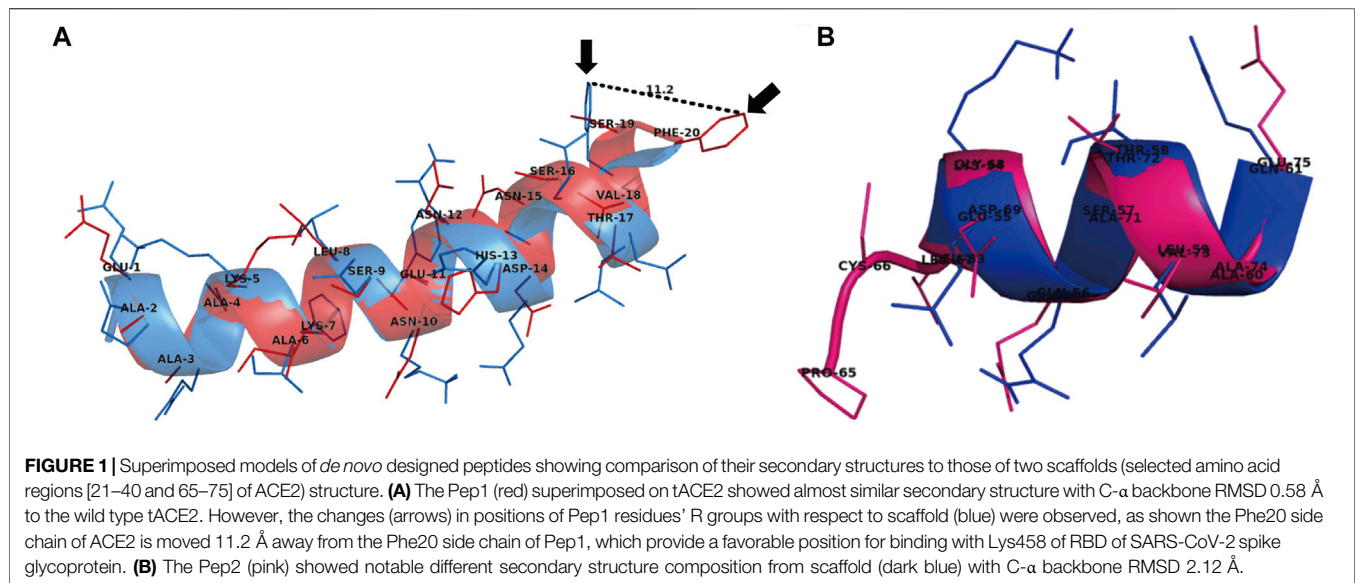 A
B
11.2
SER-19
PHE-20
SER-16
ASN-15
VAL-18
ASN-12
THR-17
LEU-8
HIS-13
GLU-1
LYS-5
SER-9
GLU-11
ASP-14
ALA-2
ALA-4
LYS-7
ASN-10
ALA-6
ALA-3
THR-58
THR-72
GLU-75
GLN-61
ASP-69
GLU-55
SER-57
ALA-71
CYS-66
LEU-59
VAL-73
ALA-74
ALA-60
PRO-65
FIGURE 1 | Superimposed models of de novo designed peptides showing comparison of their secondary structures to those of two scaffolds (selected amino acid
regions [21–40 and 65–75] of ACE2) structure. (A) The Pep1 (red) superimposed on tACE2 showed almost similar secondary structure with C-α backbone RMSD 0.58 Å
to the wild type tACE2. However, the changes (arrows) in positions of Pep1 residues' R groups with respect to scaffold (blue) were observed, as shown the Phe20 side
chain of ACE2 is moved 11.2 Å away from the Phe20 side chain of Pep1, which provide a favorable position for binding with Lys458 of RBD of SARS-CoV-2 spike
glycoprotein. (B) The Pep2 (pink) showed notable different secondary structure composition from scaffold (dark blue) with C-α backbone RMSD 2.12 Å.